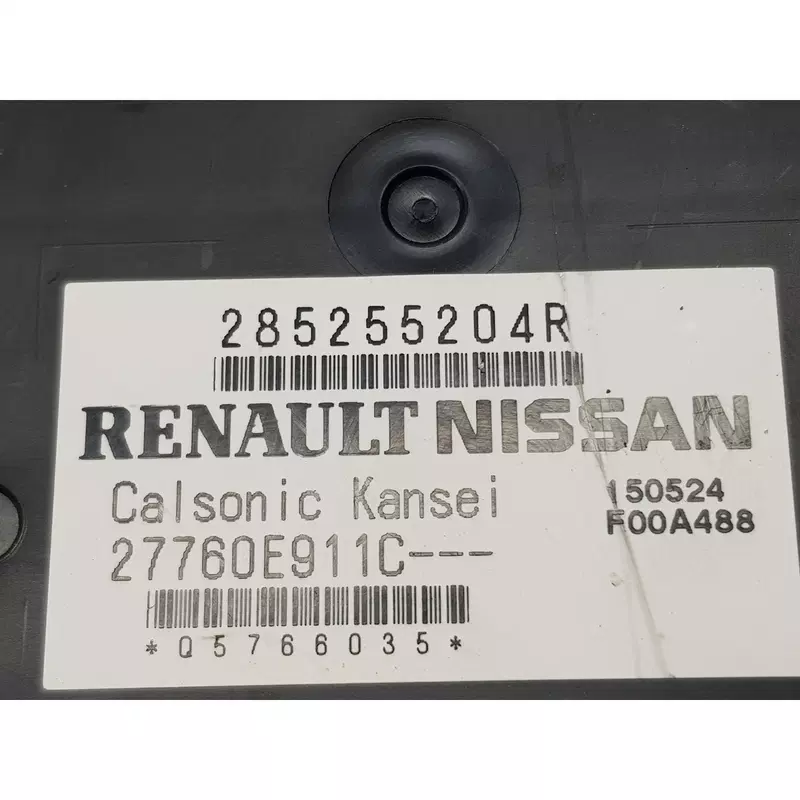 285255204R
RENAULT NISSAN
Calsonic Kansei
150524
27760E911C---
F00A488
*Q5766035*